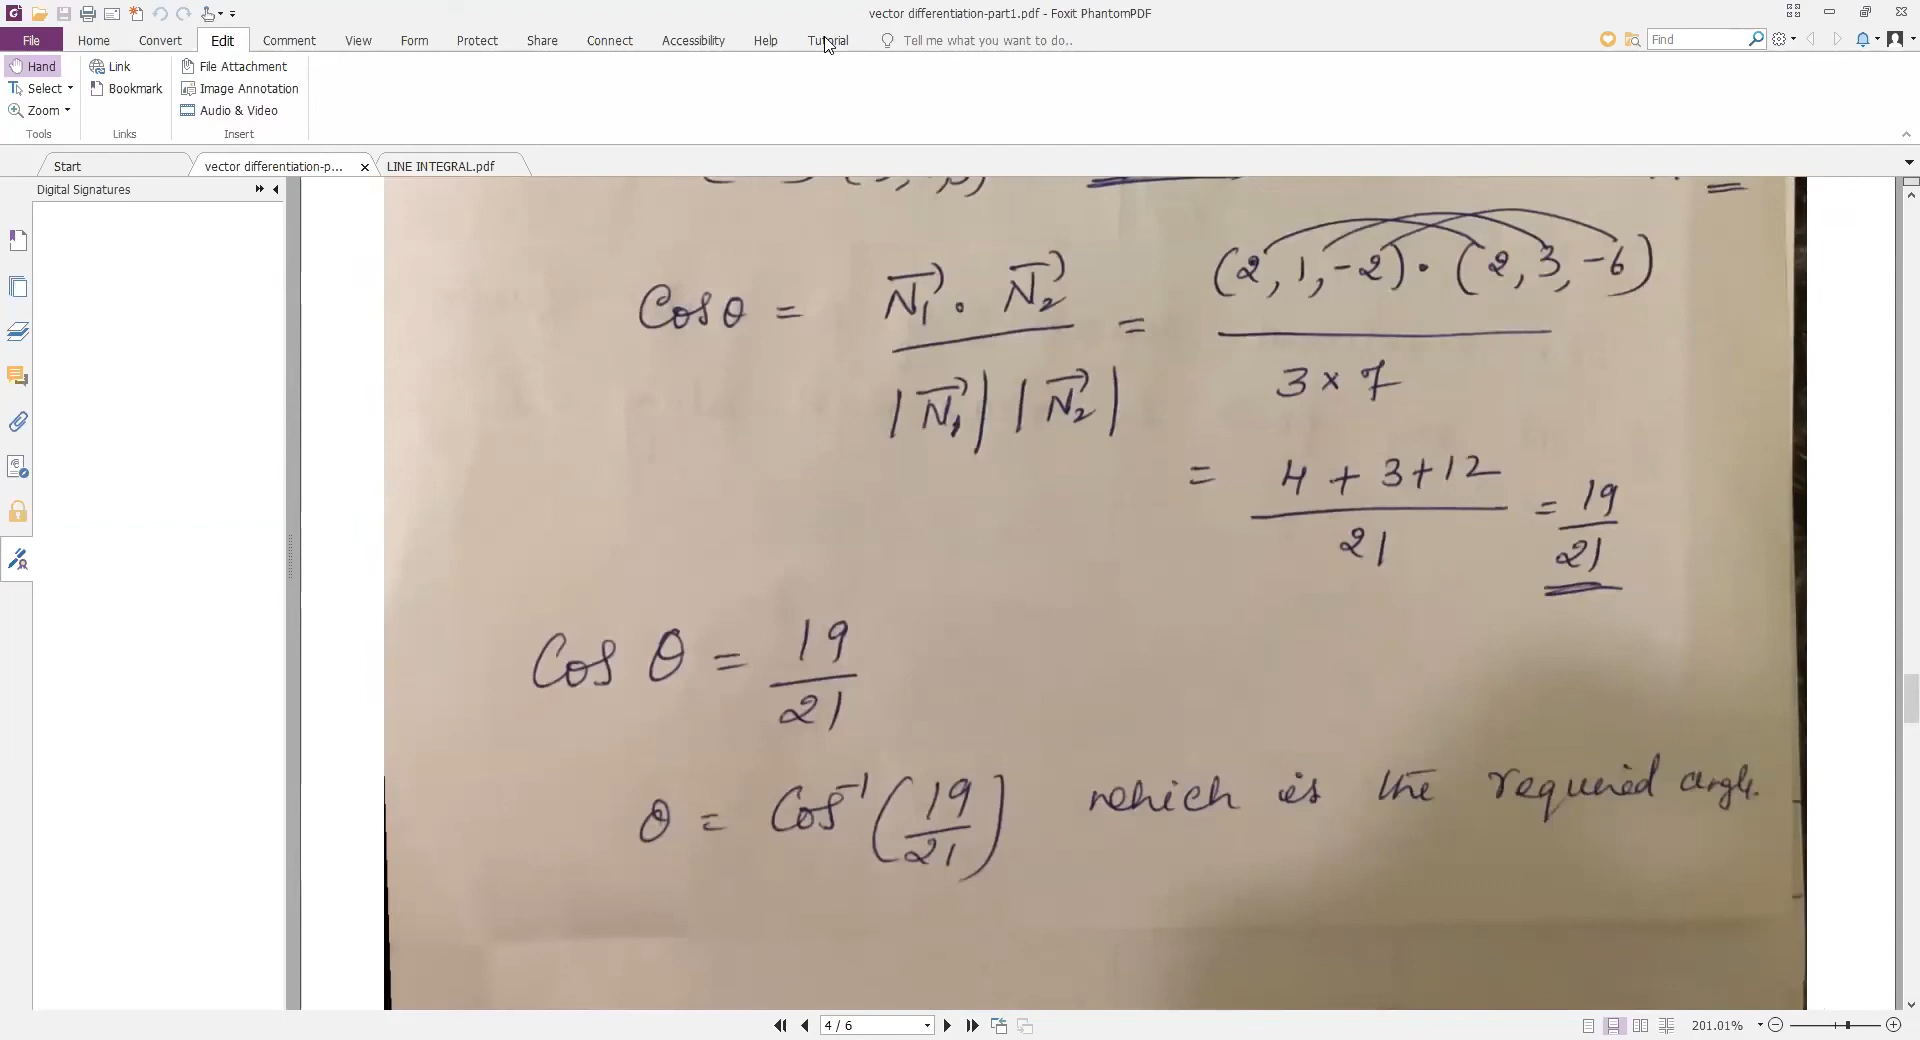 vector differentiation-part1.pdf - Foxit PhantomPDF
File Home Convert Edit Comment View Form Protect Share Connect Accessibility Help Tutorial Tell me what you want to do.. Find
Hand Link File Attachment
Select Bookmark Image Annotation
Zoom Audio & Video
Tools Links Insert
Start vector differentiation-p... LINE INTEGRAL.pdf
Digital Signatures
Cos θ = N₁ . N₂ / |N₁| |N₂| = (2, 1, -2) . (2, 3, -6) / 3 × 7
= 4 + 3 + 12 / 21 = 19 / 21
Cos θ = 19 / 21
θ = Cos⁻¹ (19 / 21) which is the required angle.
4 / 6 201.01%